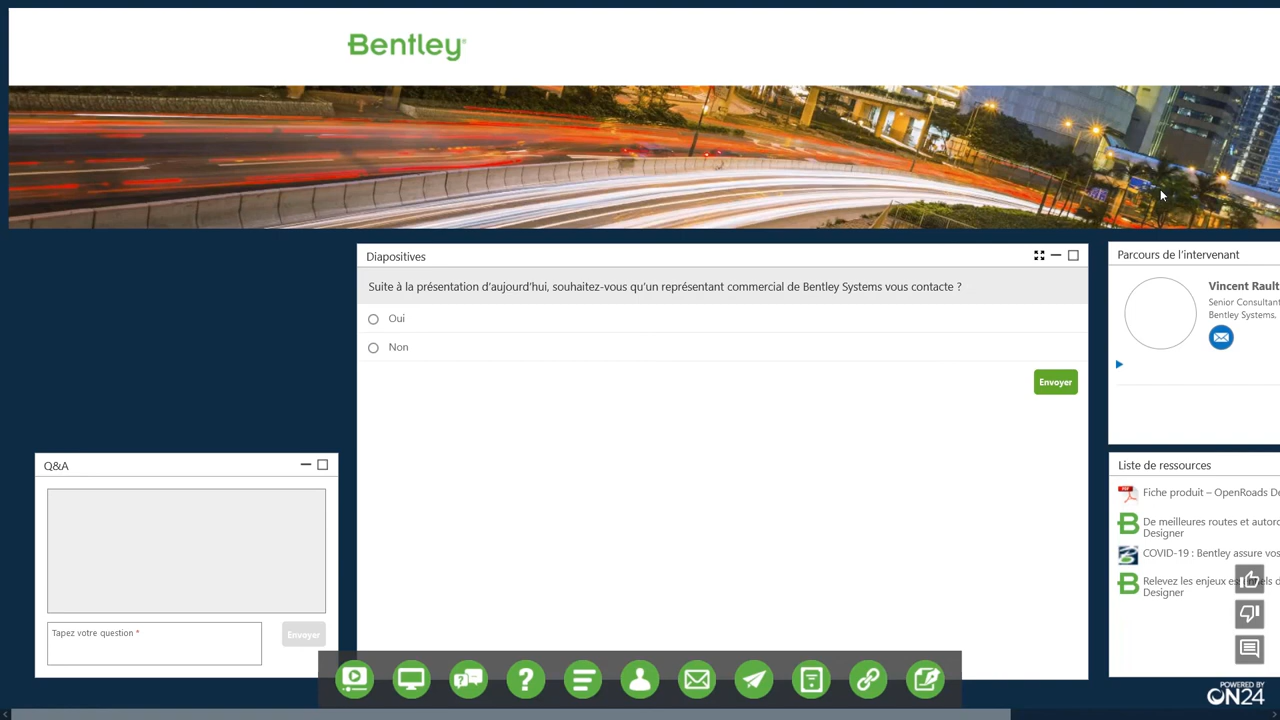 Bentley
Diapositives
Suite à la présentation d'aujourd'hui, souhaitez-vous qu'un représentant commercial de Bentley Systems vous contacte ?
Oui
Non
Envoyer
Parcours de l'intervenant
Vincent Rault
Senior Consultant
Bentley Systems,
Q&A
Tapez votre question *
Envoyer
Liste de ressources
Fiche produit – OpenRoads De
De meilleures routes et autoro
Designer
COVID-19 : Bentley assure vos
Relevez les enjeux d
Designer
POWERED BY
ON24